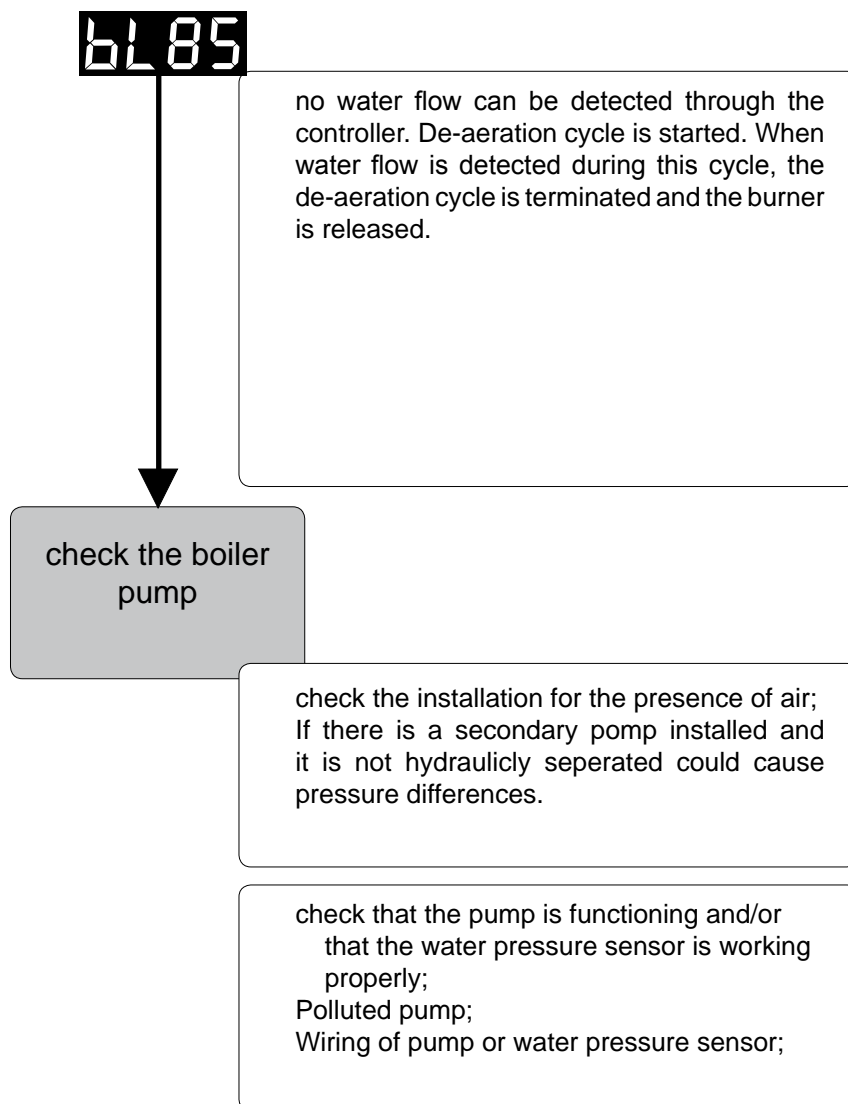 bL85
no water flow can be detected through the
controller. De-aeration cycle is started. When
water flow is detected during this cycle, the
de-aeration cycle is terminated and the burner
is released.
check the boiler
pump
check the installation for the presence of air;
If there is a secondary pomp installed and
it is not hydraulicly seperated could cause
pressure differences.
check that the pump is functioning and/or
that the water pressure sensor is working
properly;
Polluted pump;
Wiring of pump or water pressure sensor;